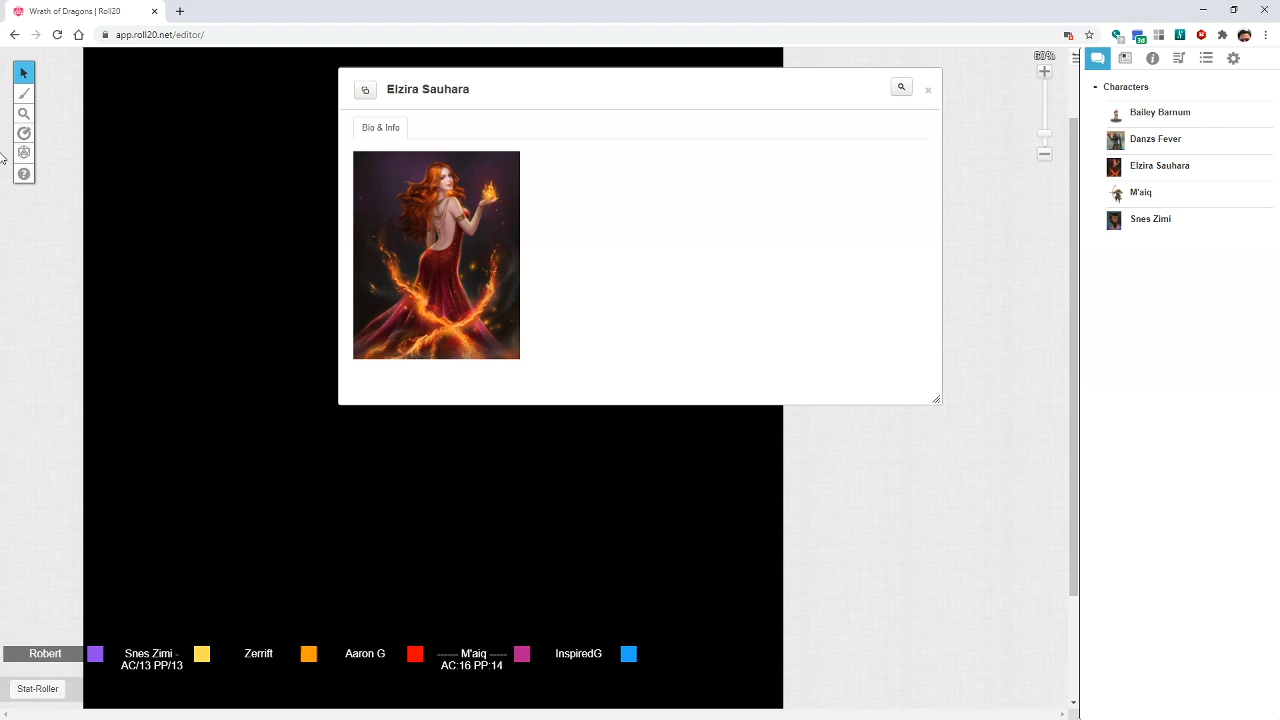 Wrath of Dragons | Roll20
app.roll20.net/editor/
3d
60%
Elzira Sauhara
Bio & Info
Characters
Bailey Barnum
Danzs Fever
Elzira Sauhara
M'aiq
Snes Zimi
Robert
Snes Zimi -
AC/13 PP/13
Zerrift
Aaron G
------ M'aiq -----
AC:16 PP:14
InspiredG
Stat-Roller